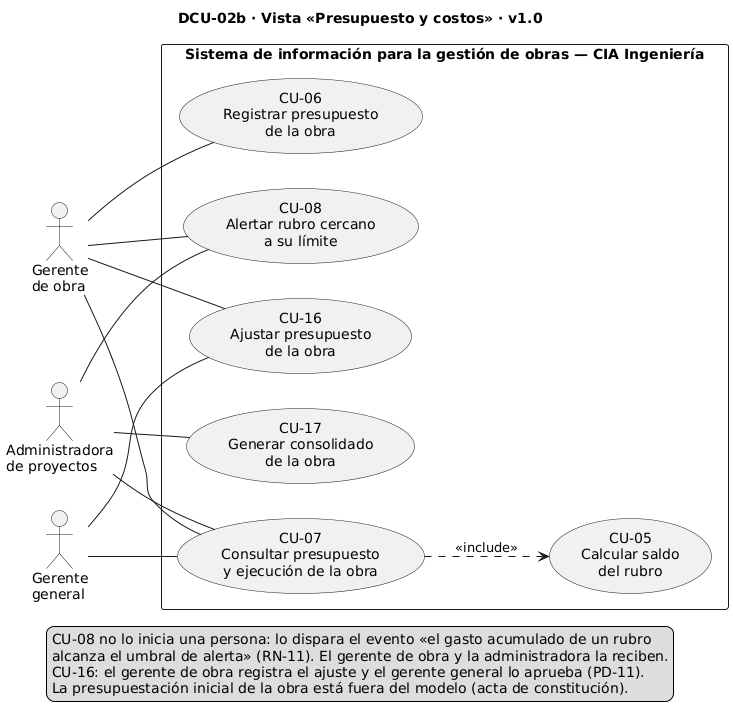 DCU-02b · Vista «Presupuesto y costos» · v1.0
Sistema de información para la gestión de obras — CIA Ingeniería
CU-06
Registrar presupuesto
de la obra
CU-08
Alertar rubro cercano
a su límite
Gerente
de obra
CU-16
Ajustar presupuesto
de la obra
Administradora
de proyectos
CU-17
Generar consolidado
de la obra
Gerente
general
CU-07
Consultar presupuesto
y ejecución de la obra
«include»
CU-05
Calcular saldo
del rubro
CU-08 no lo inicia una persona: lo dispara el evento «el gasto acumulado de un rubro
alcanza el umbral de alerta» (RN-11). El gerente de obra y la administradora la reciben.
CU-16: el gerente de obra registra el ajuste y el gerente general lo aprueba (PD-11).
La presupuestación inicial de la obra está fuera del modelo (acta de constitución).